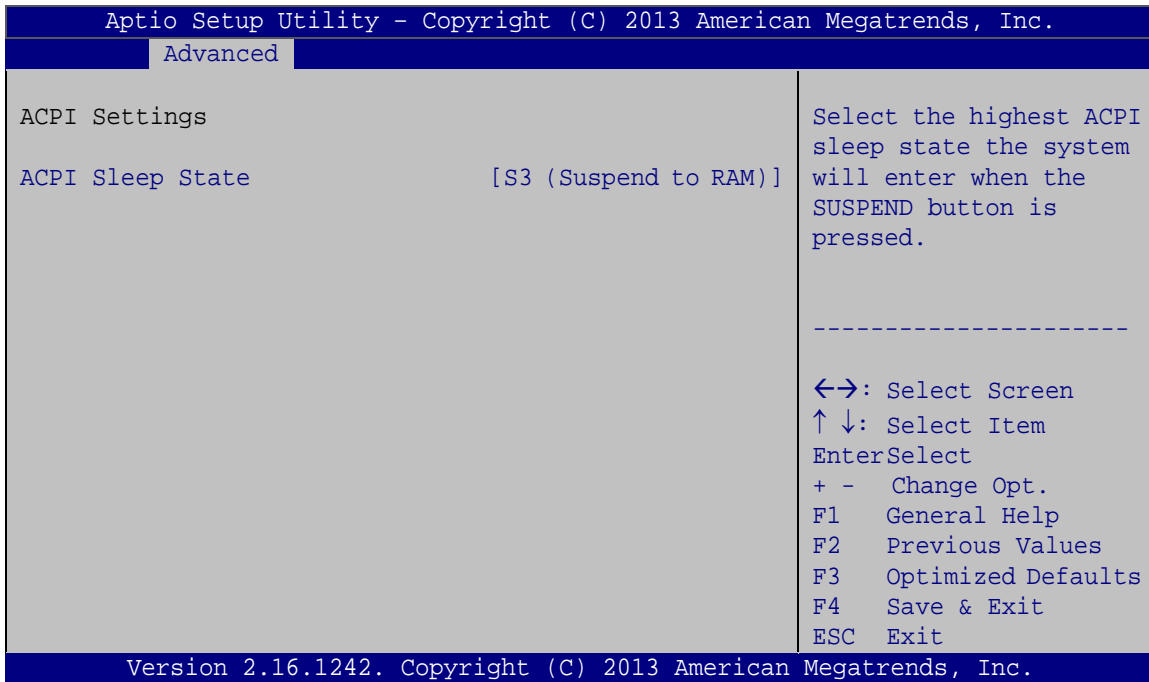 Aptio Setup Utility – Copyright (C) 2013 American Megatrends, Inc.
Advanced
ACPI Settings
ACPI Sleep State [S3 (Suspend to RAM)]
Select the highest ACPI
sleep state the system
will enter when the
SUSPEND button is
pressed.
----------------------
←→: Select Screen
↑ ↓: Select Item
EnterSelect
+ - Change Opt.
F1 General Help
F2 Previous Values
F3 Optimized Defaults
F4 Save & Exit
ESC Exit
Version 2.16.1242. Copyright (C) 2013 American Megatrends, Inc.